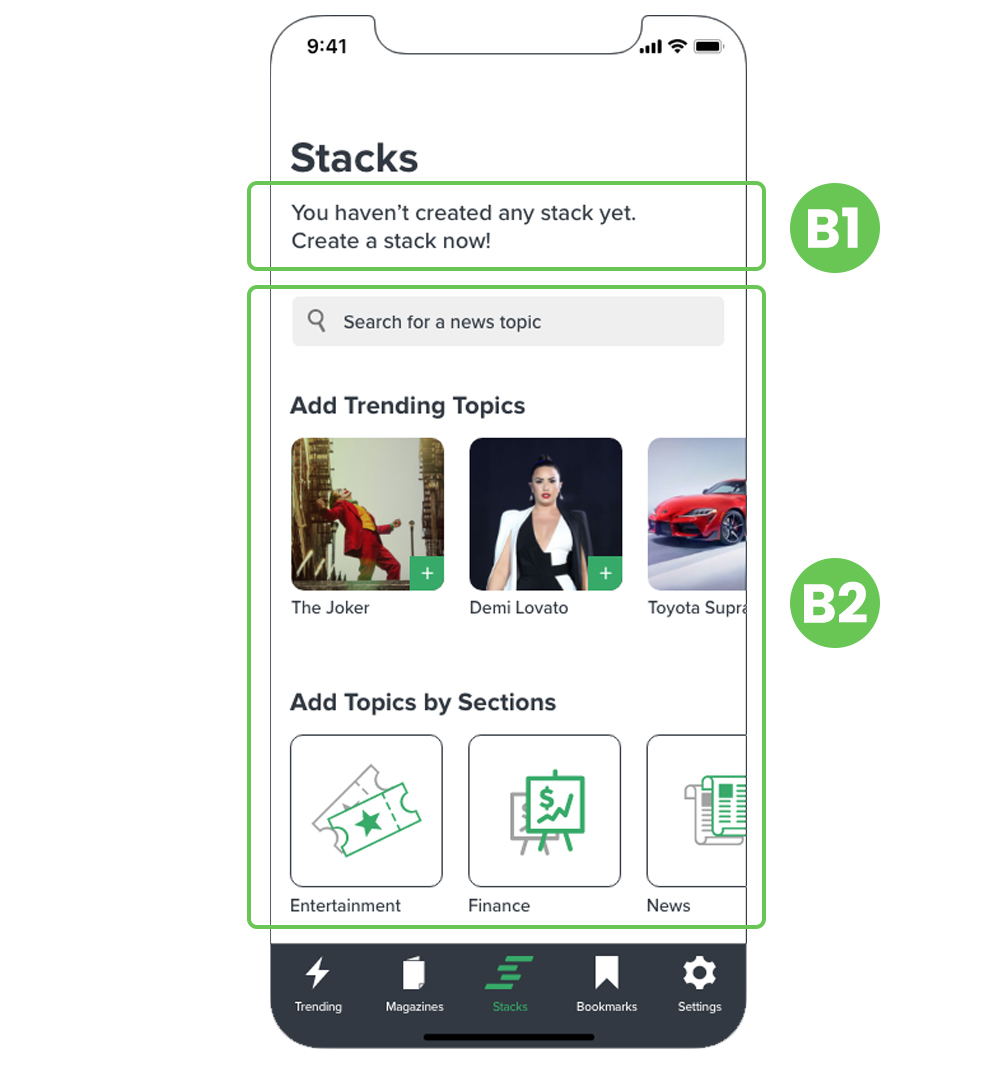 9:41
Stacks
You haven’t created any stack yet.
Create a stack now!
B1
Search for a news topic
Add Trending Topics
+ +
The Joker Demi Lovato Toyota Supra
B2
Add Topics by Sections
$ $
Entertainment Finance News
Trending Magazines Stacks Bookmarks Settings